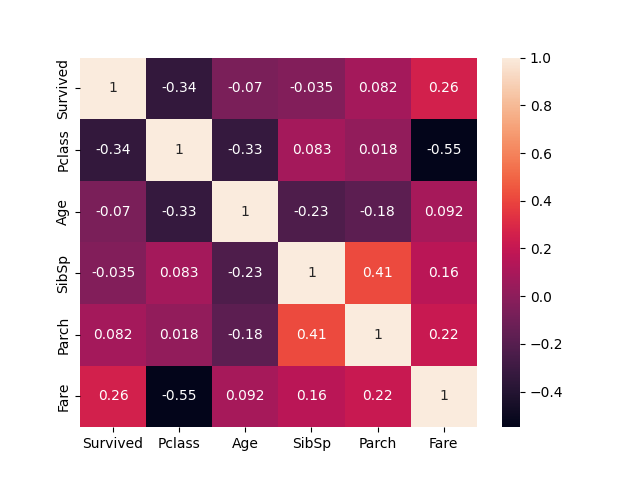 Survived 1 -0.34 -0.07 -0.035 0.082 0.26
Pclass -0.34 1 -0.33 0.083 0.018 -0.55
Age -0.07 -0.33 1 -0.23 -0.18 0.092
SibSp -0.035 0.083 -0.23 1 0.41 0.16
Parch 0.082 0.018 -0.18 0.41 1 0.22
Fare 0.26 -0.55 0.092 0.16 0.22 1
Survived Pclass Age SibSp Parch Fare
1.0
0.8
0.6
0.4
0.2
0.0
−0.2
−0.4